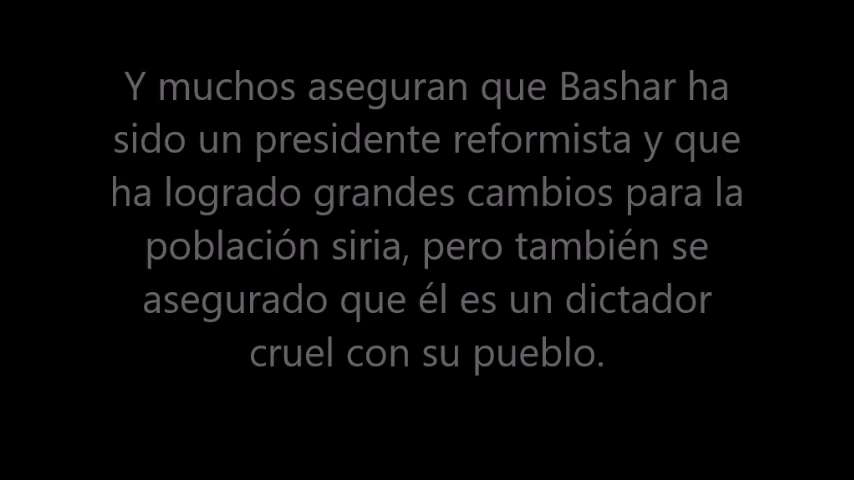 Y muchos aseguran que Bashar ha
sido un presidente reformista y que
ha logrado grandes cambios para la
población siria, pero también se
asegurado que él es un dictador
cruel con su pueblo.